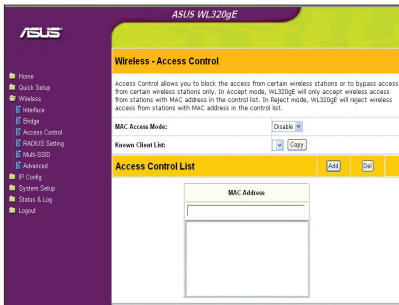 ASUS WL320gE
ASUS
Home
Quick Setup
Wireless
Interface
Bridge
Access Control
RADIUS Setting
Multi-SSID
Advanced
IP Config
System Setup
Status & Log
Logout
Wireless - Access Control
Access Control allows you to block the access from certain wireless stations or to bypass access
from certain wireless stations only. In Accept mode, WL320gE will only accept wireless access
from stations with MAC address in the control list. In Reject mode, WL320gE will reject wireless
access from stations with MAC address in the control list.
MAC Access Mode: Disable
Known Client List: Copy
Access Control List Add Del
MAC Address